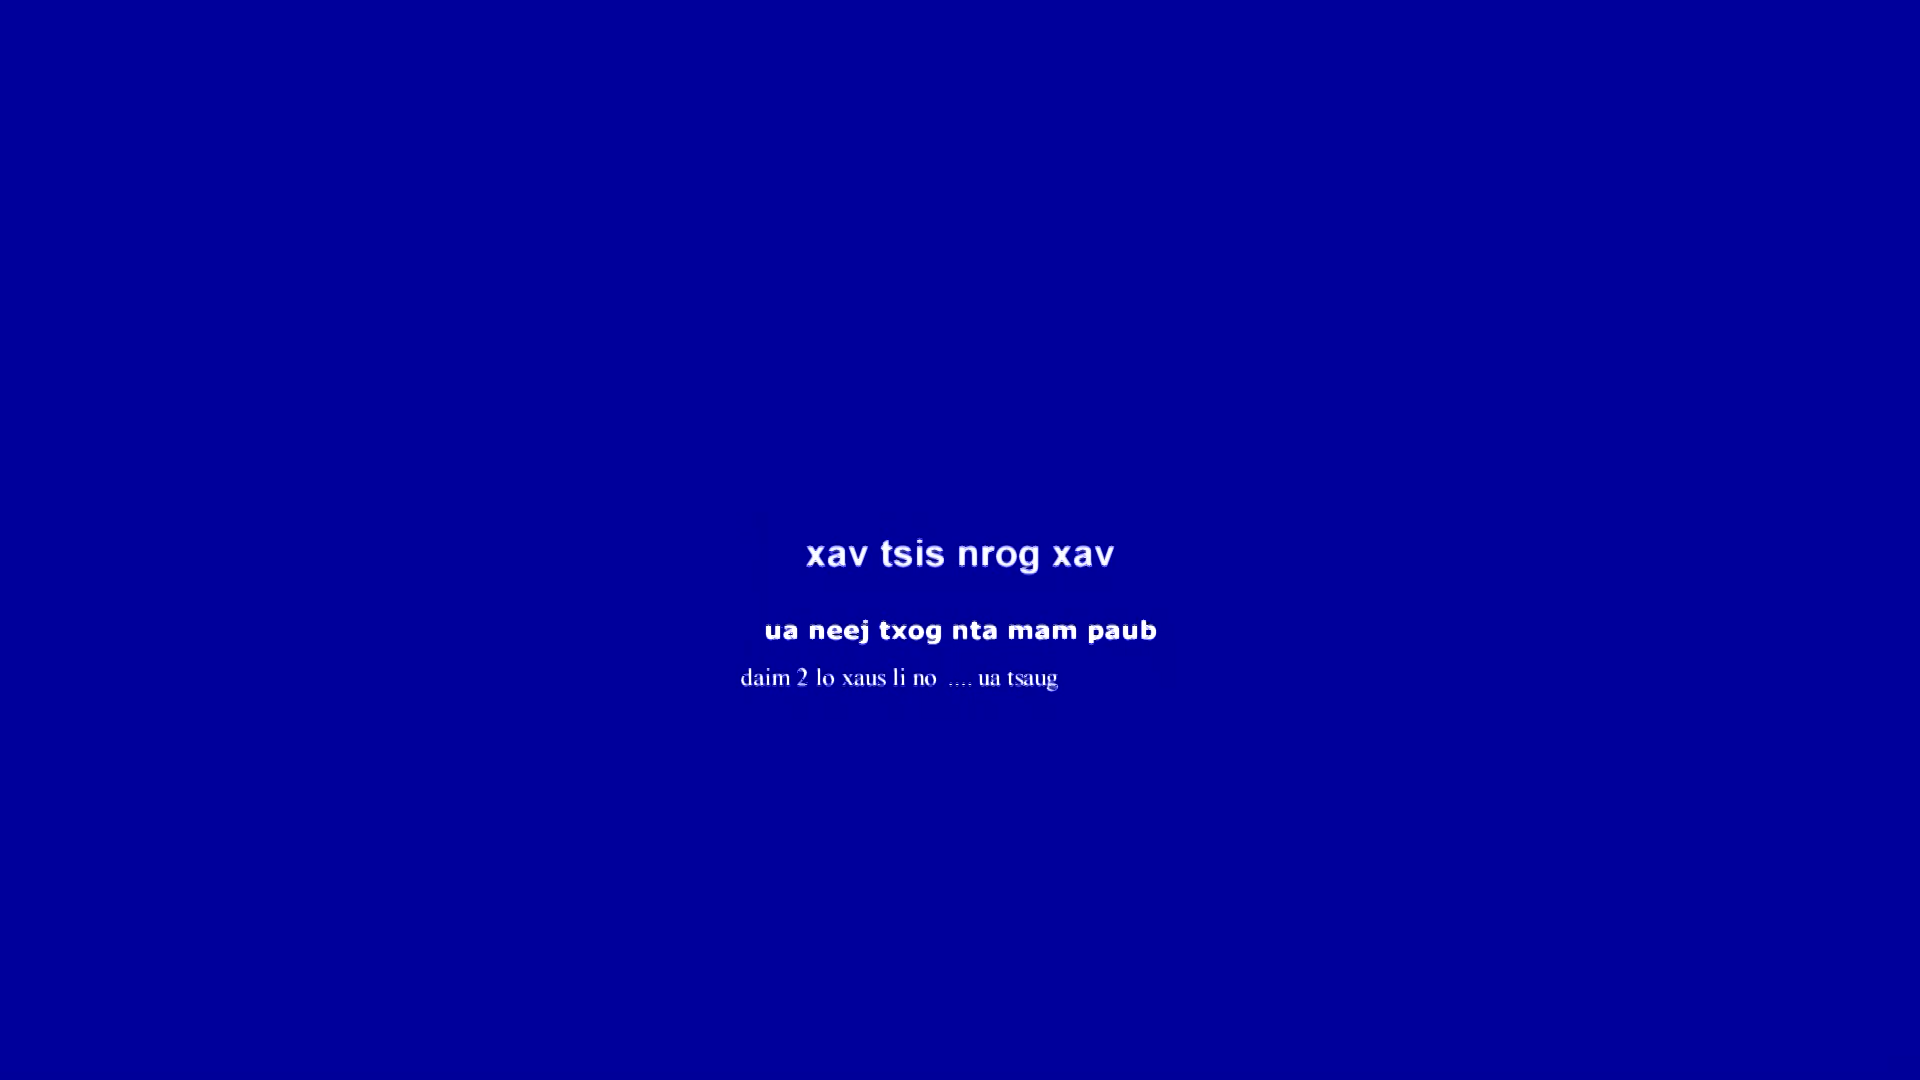 xav tsis nrog xav
ua neej txog nta mam paub
daim 2 lo xaus li no .... ua tsaug